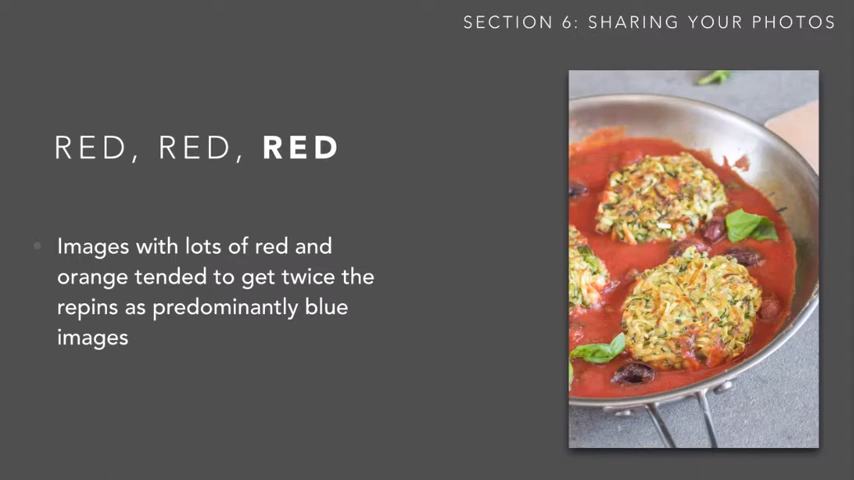 SECTION 6: SHARING YOUR PHOTOS
RED, RED, RED
Images with lots of red and
orange tended to get twice the
repins as predominantly blue
images